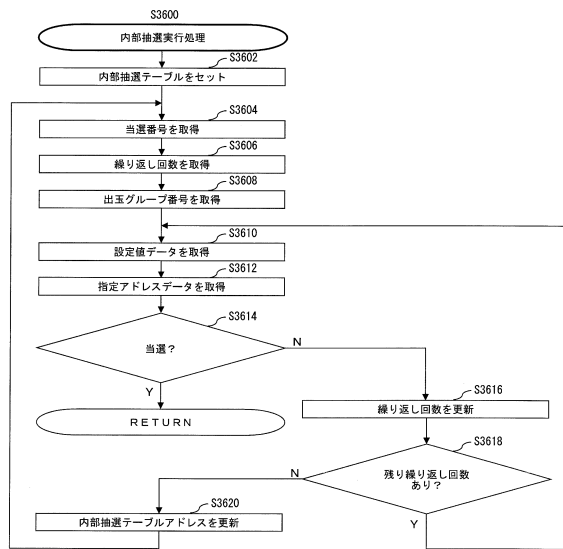 S3600
内部抽選実行処理
S3602
内部抽選テーブルをセット
S3604
当選番号を取得
S3606
繰り返し回数を取得
S3608
出玉グループ番号を取得
S3610
設定値データを取得
S3612
指定アドレスデータを取得
S3614
当選？
N
Y
RETURN
S3616
繰り返し回数を更新
S3618
残り繰り返し回数
あり？
N
Y
S3620
内部抽選テーブルアドレスを更新